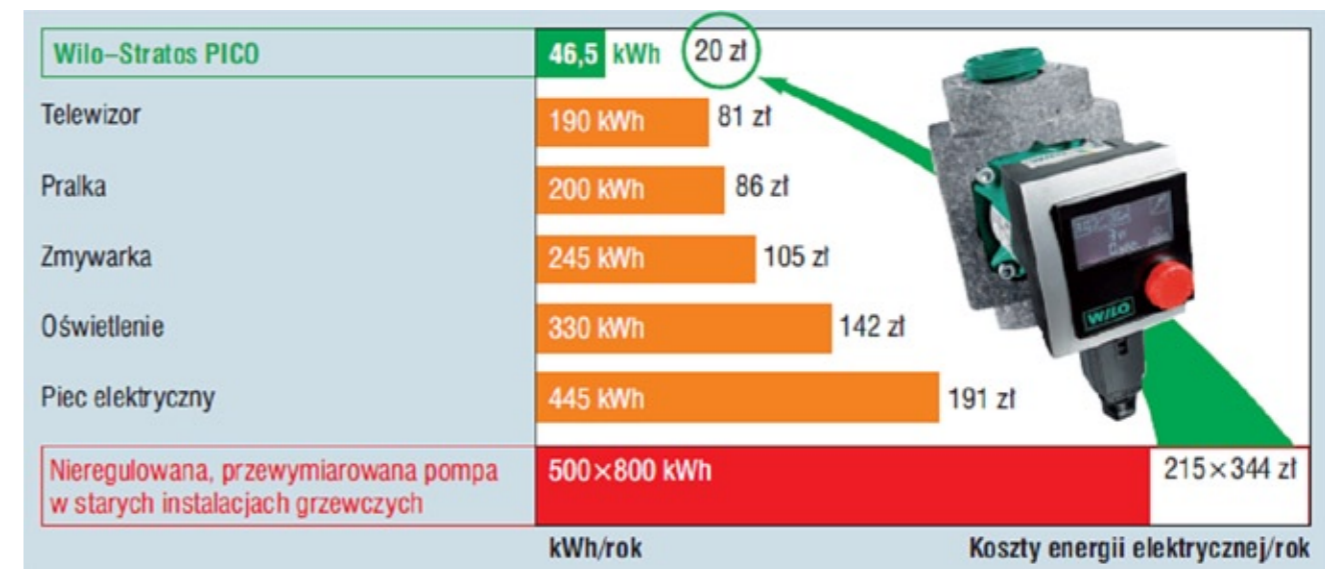 Wilo–Stratos PICO 46,5 kWh 20 zł
Telewizor 190 kWh 81 zł
Pralka 200 kWh 86 zł
Zmywarka 245 kWh 105 zł
Oświetlenie 330 kWh 142 zł
Piec elektryczny 445 kWh 191 zł
WILO
Nieregulowana, przewymiarowana pompa 500×800 kWh 215×344 zł
w starych instalacjach grzewczych
kWh/rok Koszty energii elektrycznej/rok